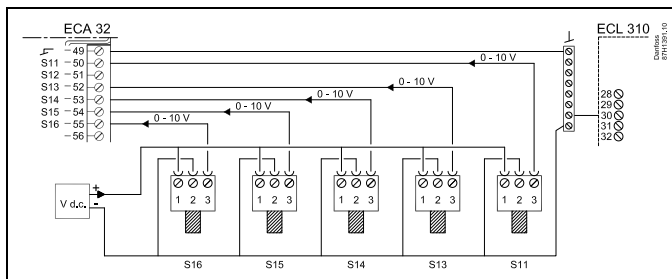 ECA 32
ECL 310
Danfoss
87H1391.10
49
S11 50
S12 51
S13 52
S14 53
S15 54
S16 55
56
0 - 10 V
0 - 10 V
0 - 10 V
0 - 10 V
0 - 10 V
28
29
30
31
32
+
V d.c.
-
1 2 3
1 2 3
1 2 3
1 2 3
1 2 3
S16 S15 S14 S13 S11